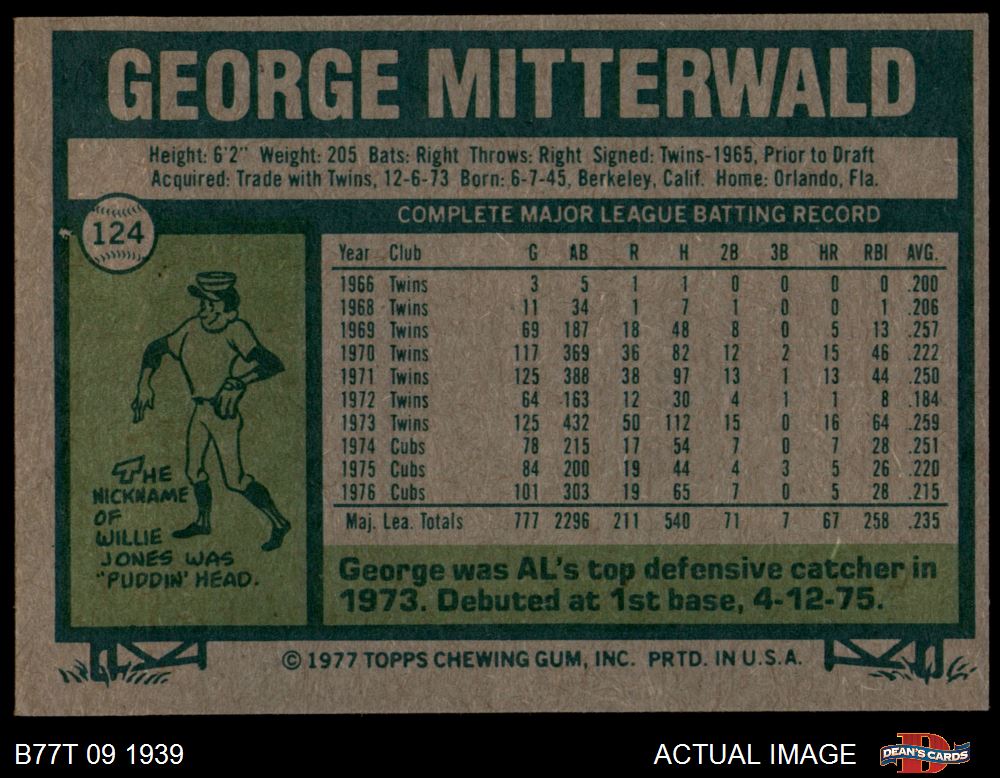 GEORGE MITTERWALD
Height: 6'2" Weight: 205 Bats: Right Throws: Right Signed: Twins-1965, Prior to Draft
Acquired: Trade with Twins, 12-6-73 Born: 6-7-45, Berkeley, Calif. Home: Orlando, Fla.
124
COMPLETE MAJOR LEAGUE BATTING RECORD
Year Club G AB R H 2B 3B HR RBI AVG.
1966 Twins 3 5 1 1 0 0 0 0 .200
1968 Twins 11 34 1 7 1 0 0 1 .206
1969 Twins 69 187 18 48 8 0 5 13 .257
1970 Twins 117 369 36 82 12 2 15 46 .222
1971 Twins 125 388 38 97 13 1 13 44 .250
1972 Twins 64 163 12 30 4 1 1 8 .184
1973 Twins 125 432 50 112 15 0 16 64 .259
1974 Cubs 78 215 17 54 7 0 7 28 .251
1975 Cubs 84 200 19 44 4 3 5 26 .220
1976 Cubs 101 303 19 65 7 0 5 28 .215
Maj. Lea. Totals 777 2296 211 540 71 7 67 258 .235
THE
NICKNAME
OF
WILLIE
JONES WAS
"PUDDIN' HEAD.
George was AL's top defensive catcher in
1973. Debuted at 1st base, 4-12-75.
© 1977 TOPPS CHEWING GUM, INC. PRTD. IN U.S.A.
B77T 09 1939
ACTUAL IMAGE
DEAN'S CARDS